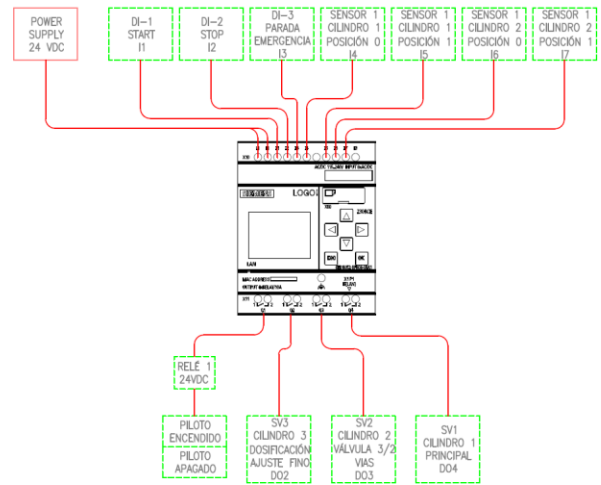 POWER
SUPPLY
24 VDC
DI-1
START
I1
DI-2
STOP
I2
DI-3
PARADA
EMERGENCIA
I3
SENSOR 1
CILINDRO 1
POSICIÓN 0
I4
SENSOR 1
CILINDRO 1
POSICIÓN 1
I5
SENSOR 1
CILINDRO 2
POSICIÓN 0
I6
SENSOR 1
CILINDRO 2
POSICIÓN 1
I7
LOGO!
ESC
OK
LAN
MAC ADDRESS
RELÉ 1
24VDC
PILOTO
ENCENDIDO
PILOTO
APAGADO
SV3
CILINDRO 3
DOSIFICACIÓN
AJUSTE FINO
DO2
SV2
CILINDRO 2
VÁLVULA 3/2
VIAS
DO3
SV1
CILINDRO 1
PRINCIPAL
DO4